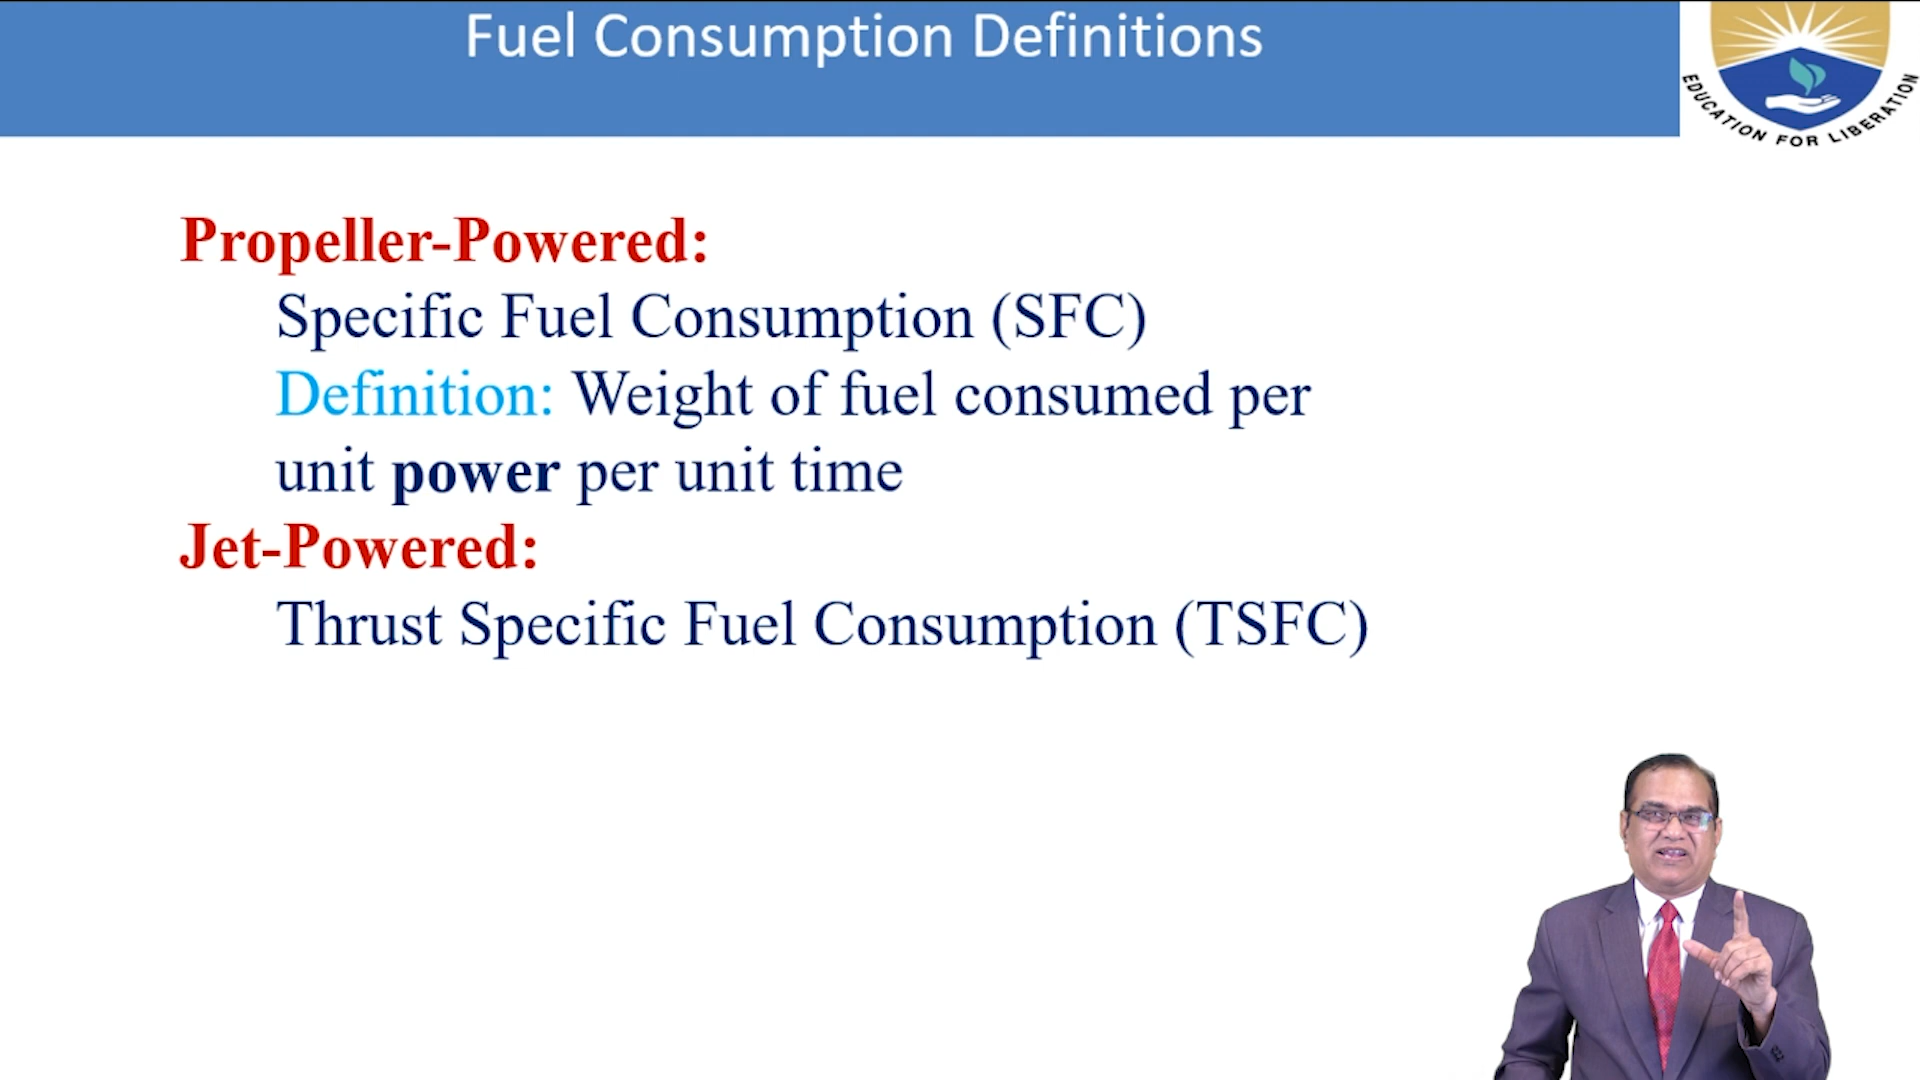 Fuel Consumption Definitions
EDUCATION FOR LIBERATION
Propeller-Powered:
Specific Fuel Consumption (SFC)
Definition: Weight of fuel consumed per
unit power per unit time
Jet-Powered:
Thrust Specific Fuel Consumption (TSFC)